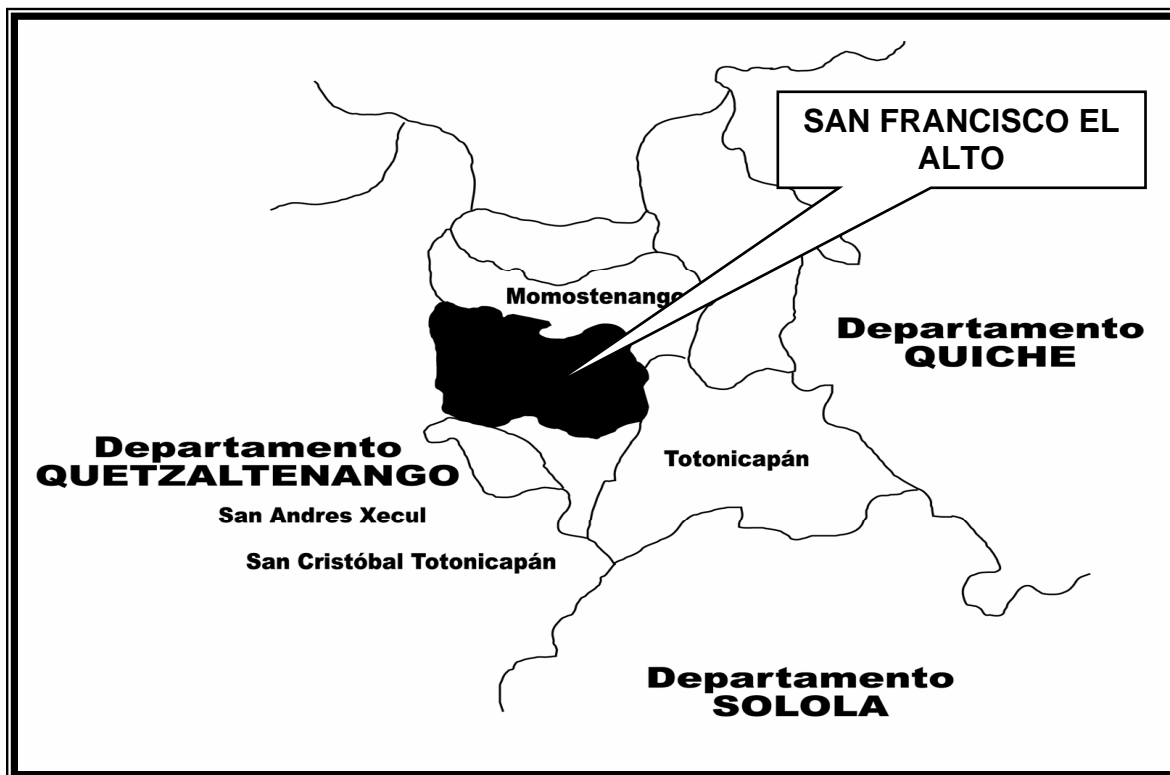 SAN FRANCISCO EL
ALTO
Momostenango
Departamento
QUICHE
Departamento
QUETZALTENANGO
Totonicapán
San Andres Xecul
San Cristóbal Totonicapán
Departamento
SOLOLA